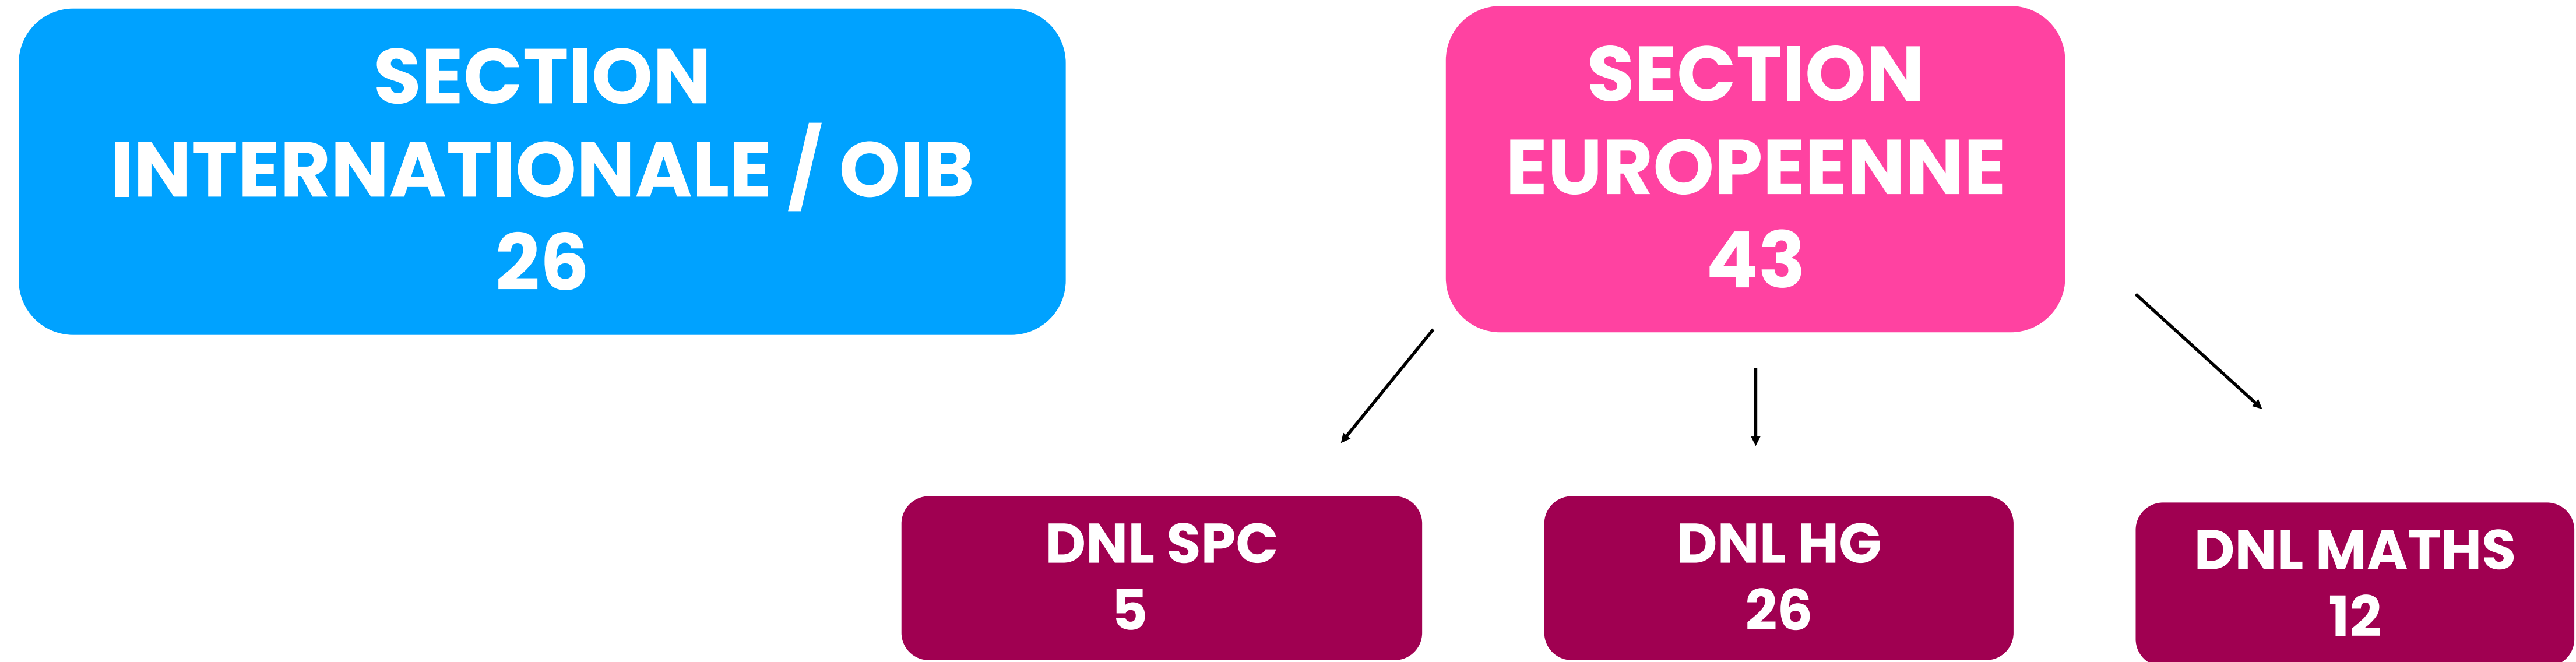 SECTION
INTERNATIONALE / OIB
26
SECTION
EUROPEENNE
43
DNL SPC
5
DNL HG
26
DNL MATHS
12